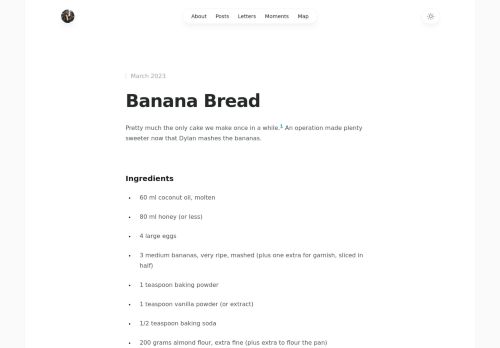 About Posts Letters Moments Map
March 2023
Banana Bread
Pretty much the only cake we make once in a while.1 An operation made plenty
sweeter now that Dylan mashes the bananas.
Ingredients
• 60 ml coconut oil, molten
• 80 ml honey (or less)
• 4 large eggs
• 3 medium bananas, very ripe, mashed (plus one extra for garnish, sliced in
half)
• 1 teaspoon baking powder
• 1 teaspoon vanilla powder (or extract)
• 1/2 teaspoon baking soda
• 200 grams almond flour, extra fine (plus extra to flour the pan)